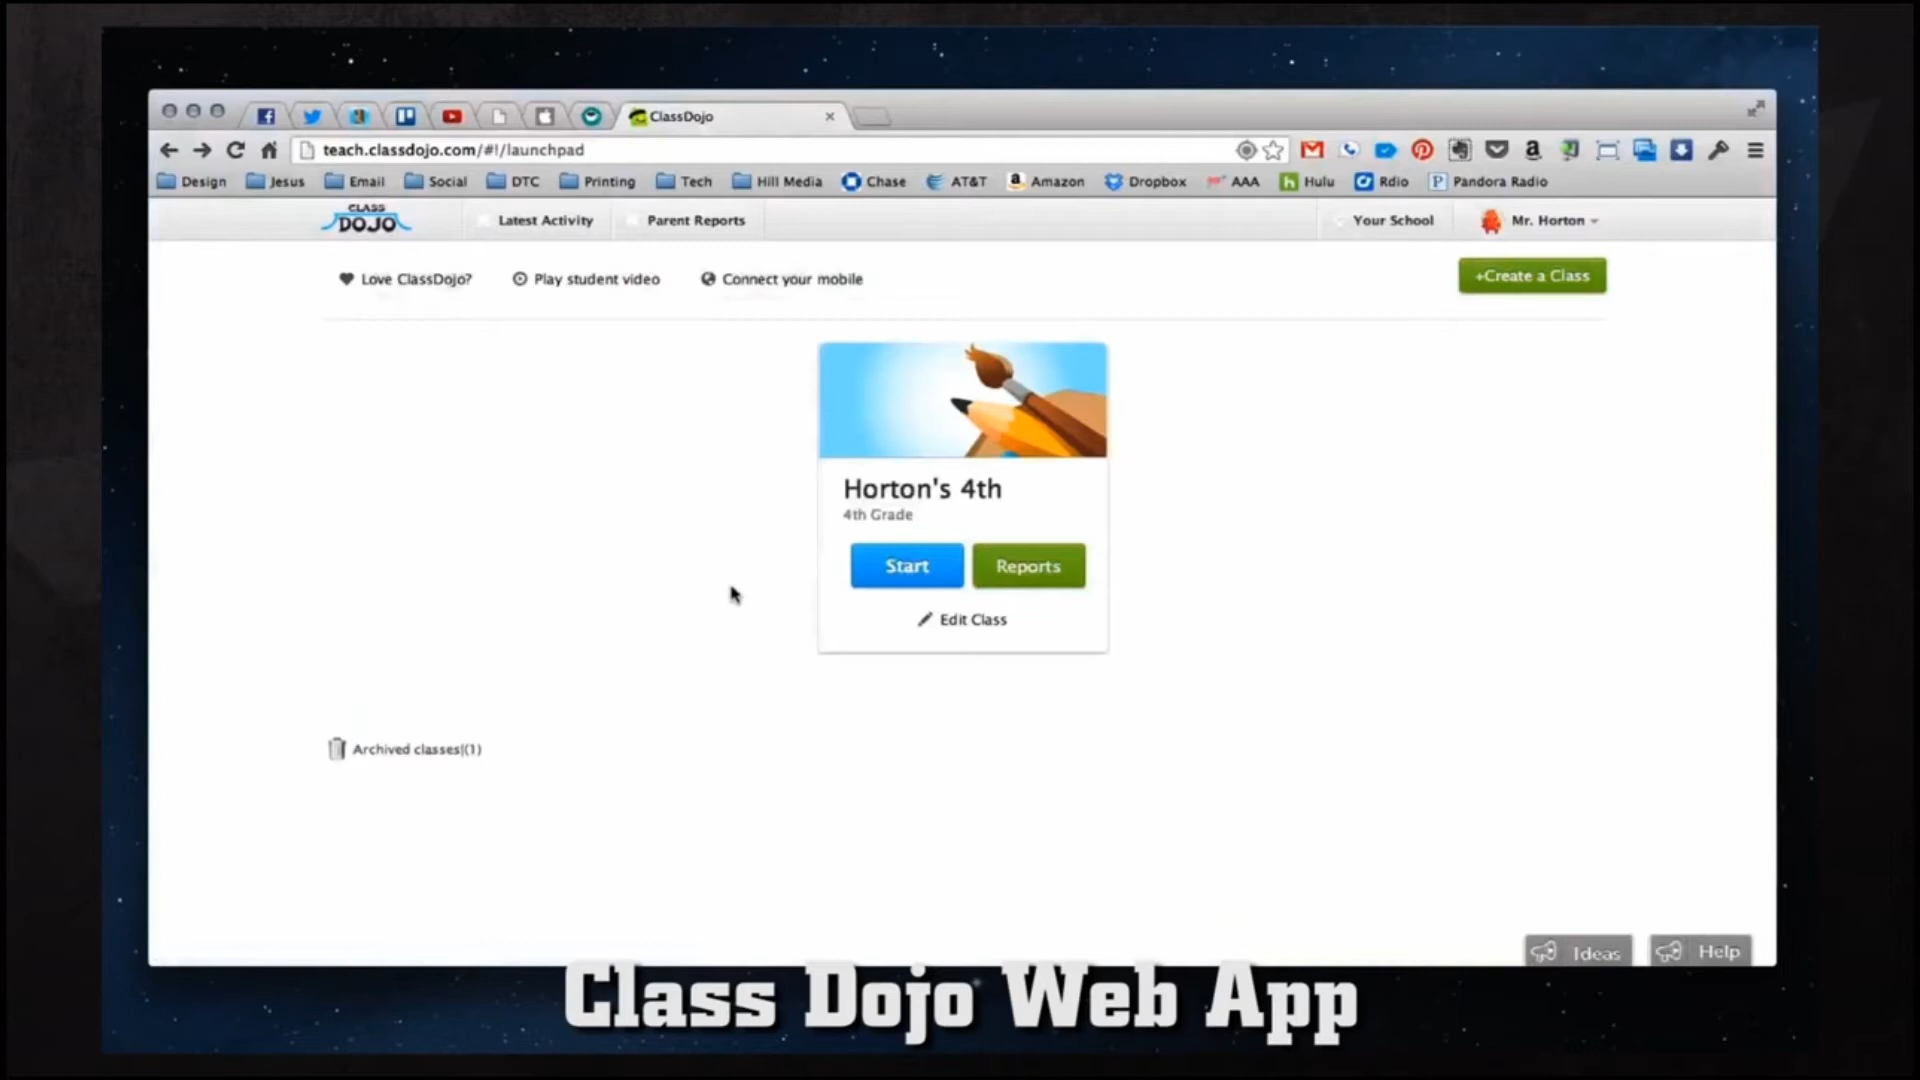 ClassDojo
teach.classdojo.com/#!/launchpad
Design Jesus Email Social DTC Printing Tech Hill Media Chase AT&T Amazon Dropbox AAA Hulu Rdio Pandora Radio
CLASS
DOJO
Latest Activity Parent Reports Your School Mr. Horton
Love ClassDojo? Play student video Connect your mobile +Create a Class
Horton's 4th
4th Grade
Start Reports
Edit Class
Archived classes|(1)
Ideas Help
Class Dojo Web App